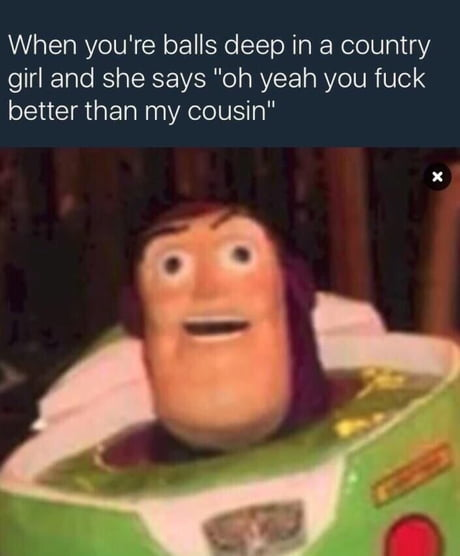 When you're balls deep in a country
girl and she says "oh yeah you fuck
better than my cousin"